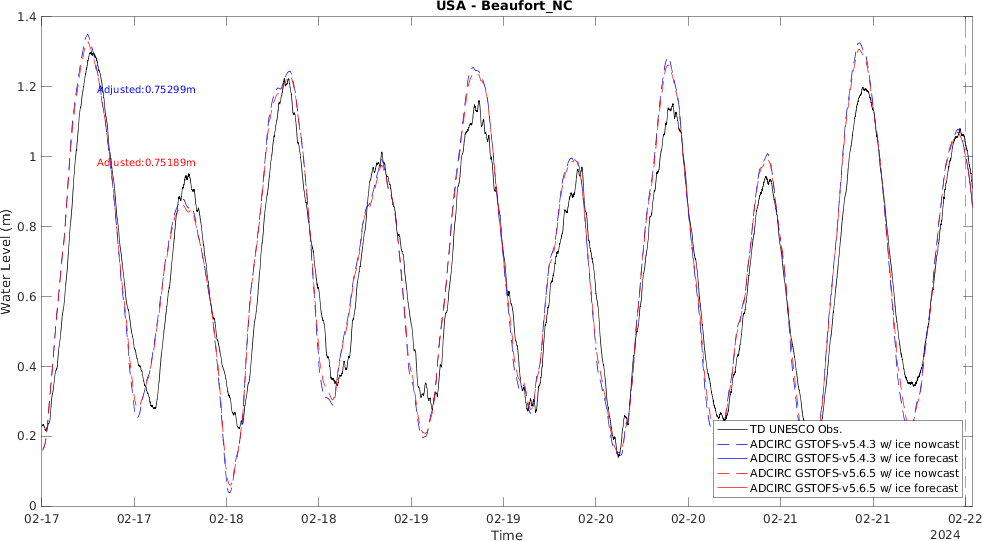 USA - Beaufort_NC
1.4
1.2
1
0.8
0.6
0.4
0.2
0
Water Level (m)
Adjusted:0.75299m
Adjusted:0.75189m
TD UNESCO Obs.
ADCIRC GSTOFS-v5.4.3 w/ ice nowcast
ADCIRC GSTOFS-v5.4.3 w/ ice forecast
ADCIRC GSTOFS-v5.6.5 w/ ice nowcast
ADCIRC GSTOFS-v5.6.5 w/ ice forecast
02-17 02-17 02-18 02-18 02-19 02-19 02-20 02-20 02-21 02-21 02-22
Time
2024